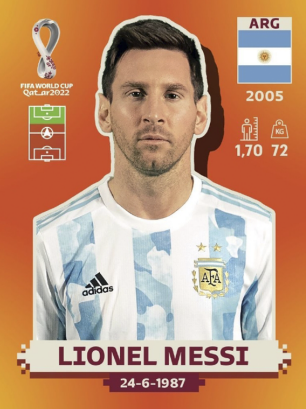 FIFA WORLD CUP
Qatar2022
ARG
2005
KG
1,70 72
adidas
AFA
LIONEL MESSI
24-6-1987